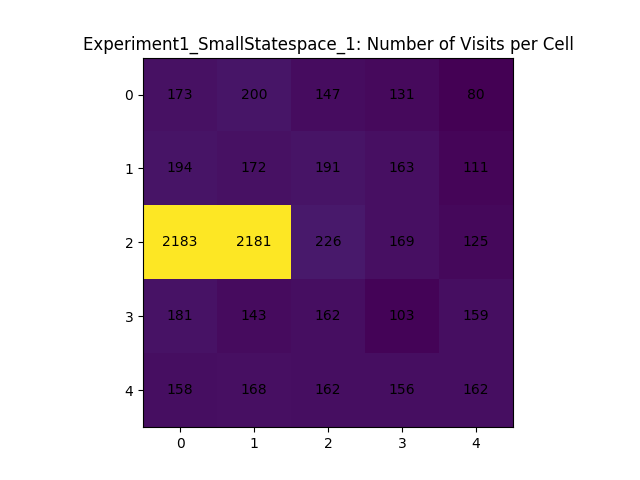 Experiment1_SmallStatespace_1: Number of Visits per Cell
0 173 200 147 131 80
1 194 172 191 163 111
2 2183 2181 226 169 125
3 181 143 162 103 159
4 158 168 162 156 162
0 1 2 3 4